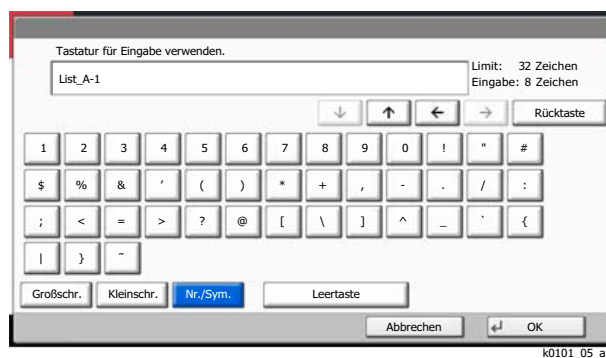 Tastatur für Eingabe verwenden.
List_A-1
Limit: 32 Zeichen
Eingabe: 8 Zeichen
↓ ↑ ← → Rücktaste
1 2 3 4 5 6 7 8 9 0 ! " #
$ % & ' ( ) * + , - . / :
; < = > ? @ [ \ ] ^ _ ` {
| } ~
Großschr. Kleinschr. Nr./Sym. Leertaste
Abbrechen ↵ OK
k0101_05_a